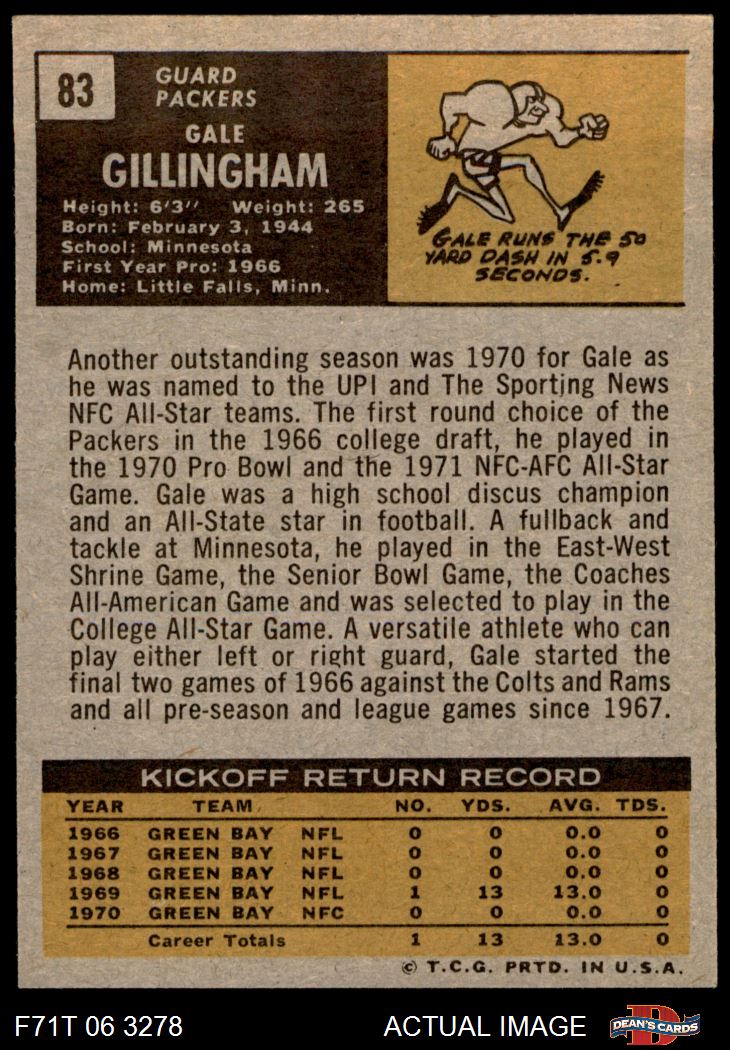 83
GUARD
PACKERS
GALE
GILLINGHAM
Height: 6'3" Weight: 265
Born: February 3, 1944
School: Minnesota
First Year Pro: 1966
Home: Little Falls, Minn.
GALE RUNS THE 50
YARD DASH IN 5.9
SECONDS.
Another outstanding season was 1970 for Gale as
he was named to the UPI and The Sporting News
NFC All-Star teams. The first round choice of the
Packers in the 1966 college draft, he played in
the 1970 Pro Bowl and the 1971 NFC-AFC All-Star
Game. Gale was a high school discus champion
and an All-State star in football. A fullback and
tackle at Minnesota, he played in the East-West
Shrine Game, the Senior Bowl Game, the Coaches
All-American Game and was selected to play in the
College All-Star Game. A versatile athlete who can
play either left or right guard, Gale started the
final two games of 1966 against the Colts and Rams
and all pre-season and league games since 1967.
KICKOFF RETURN RECORD
YEAR TEAM NO. YDS. AVG. TDS.
1966 GREEN BAY NFL 0 0 0.0 0
1967 GREEN BAY NFL 0 0 0.0 0
1968 GREEN BAY NFL 0 0 0.0 0
1969 GREEN BAY NFL 1 13 13.0 0
1970 GREEN BAY NFC 0 0 0.0 0
Career Totals 1 13 13.0 0
© T.C.G. PRTD. IN U.S.A.
F71T 06 3278 ACTUAL IMAGE D DEAN'S CARDS